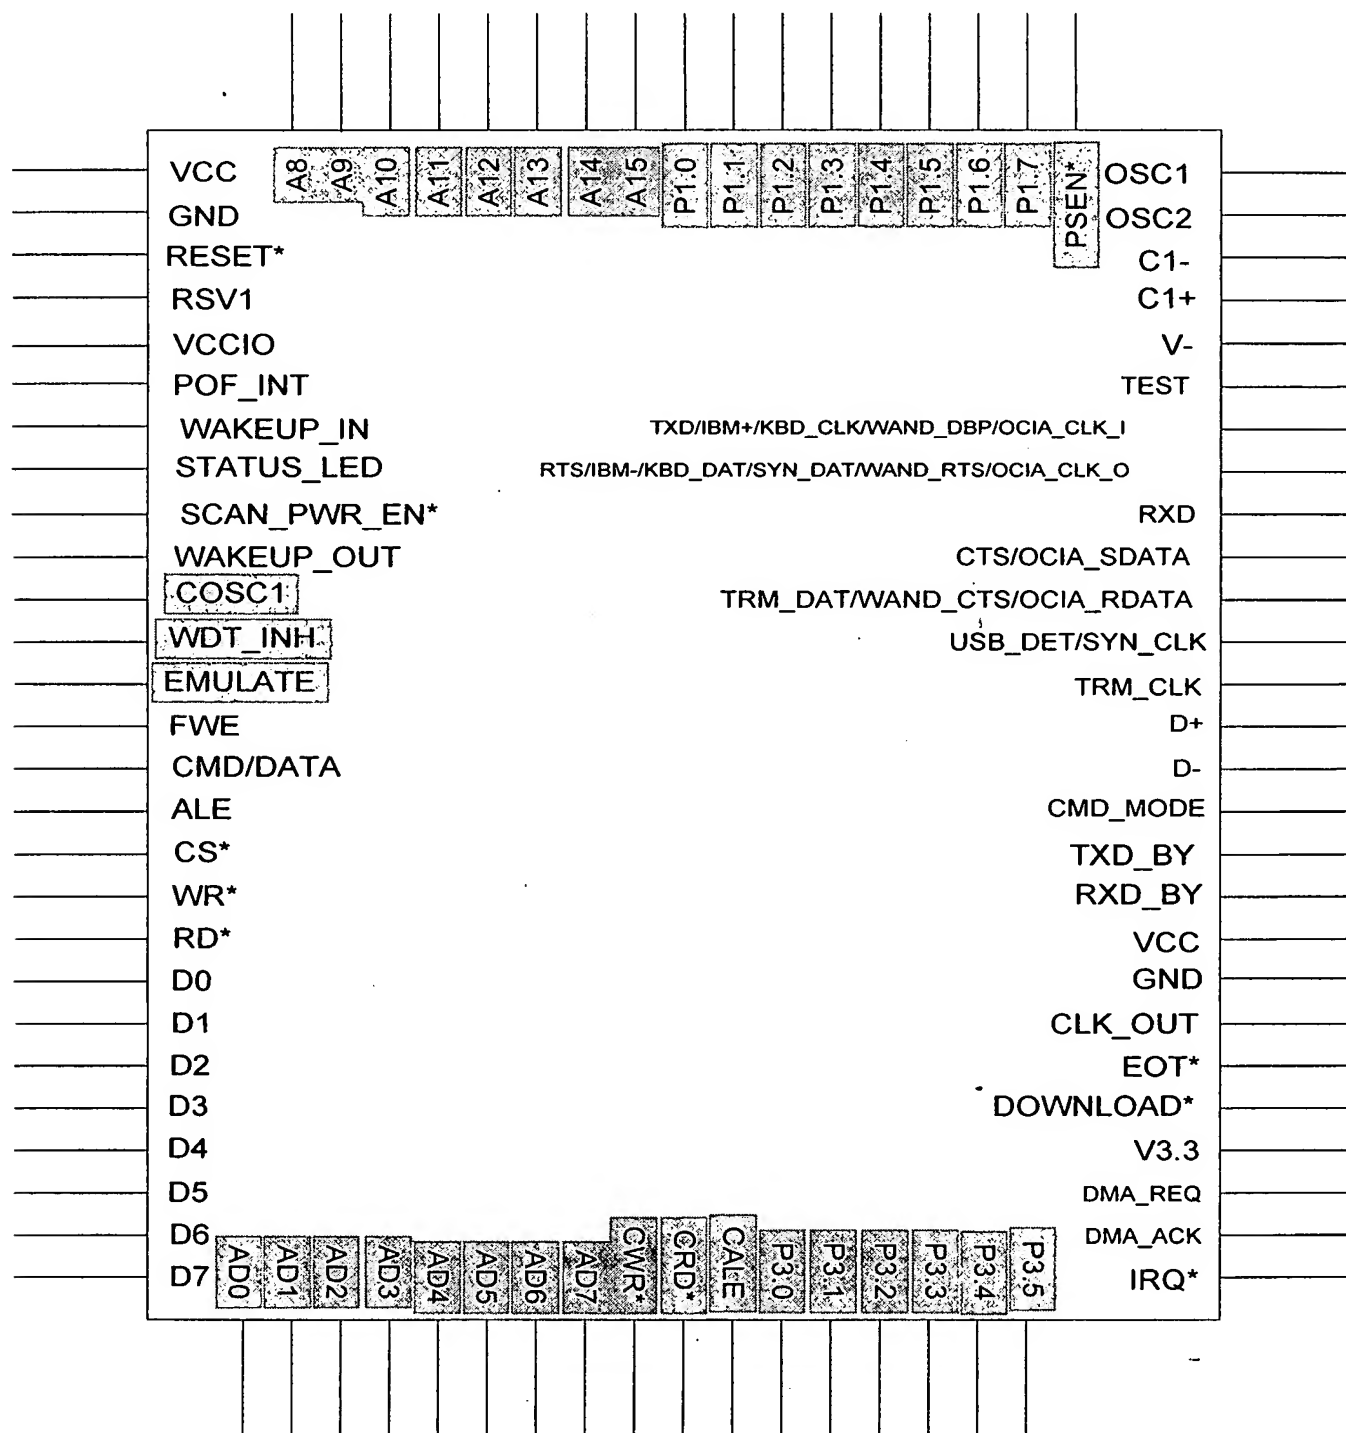 A8 A9 A10 A11 A12 A13 A14 A15 P1.0 P1.1 P1.2 P1.3 P1.4 P1.5 P1.6 P1.7 PSEN*
VCC
GND
RESET*
RSV1
VCCIO
POF_INT
WAKEUP_IN
STATUS_LED
SCAN_PWR_EN*
WAKEUP_OUT
COSC1
WDT_INH
EMULATE
FWE
CMD/DATA
ALE
CS*
WR*
RD*
D0
D1
D2
D3
D4
D5
D6
D7
OSC1
OSC2
C1-
C1+
V-
TEST
TXD/IBM+/KBD_CLK/WAND_DBP/OCIA_CLK_I
RTS/IBM-/KBD_DAT/SYN_DAT/WAND_RTS/OCIA_CLK_O
RXD
CTS/OCIA_SDATA
TRM_DAT/WAND_CTS/OCIA_RDATA
USB_DET/SYN_CLK
TRM_CLK
D+
D-
CMD_MODE
TXD_BY
RXD_BY
VCC
GND
CLK_OUT
EOT*
DOWNLOAD*
V3.3
DMA_REQ
DMA_ACK
IRQ*
AD0 AD1 AD2 AD3 AD4 AD5 AD6 AD7 CWR* CRD* CALE P3.0 P3.1 P3.2 P3.3 P3.4 P3.5